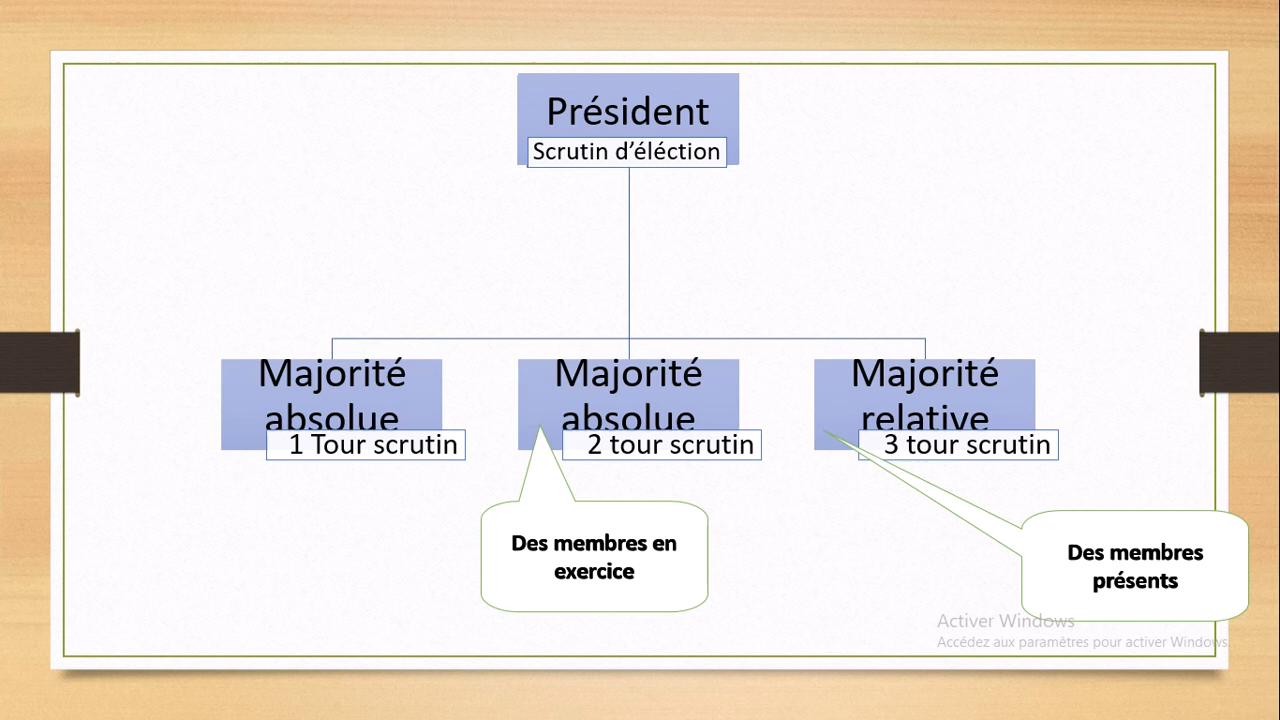 Président
Scrutin d’éléction
Majorité
absolue
1 Tour scrutin
Majorité
absolue
2 tour scrutin
Majorité
relative
3 tour scrutin
Des membres en
exercice
Des membres
présents
Activer Windows
Accédez aux paramètres pour activer Windows.